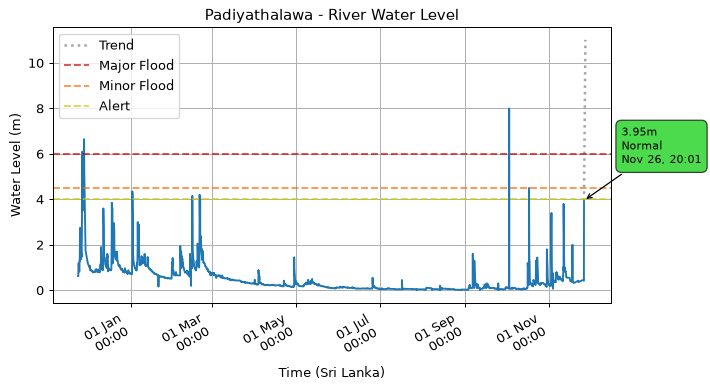 Padiyathalawa - River Water Level
Trend
Major Flood
Minor Flood
Alert
Water Level (m)
10
8
6
4
2
0
3.95m
Normal
Nov 26, 20:01
01 Jan
00:00
01 Mar
00:00
01 May
00:00
01 Jul
00:00
01 Sep
00:00
01 Nov
00:00
Time (Sri Lanka)